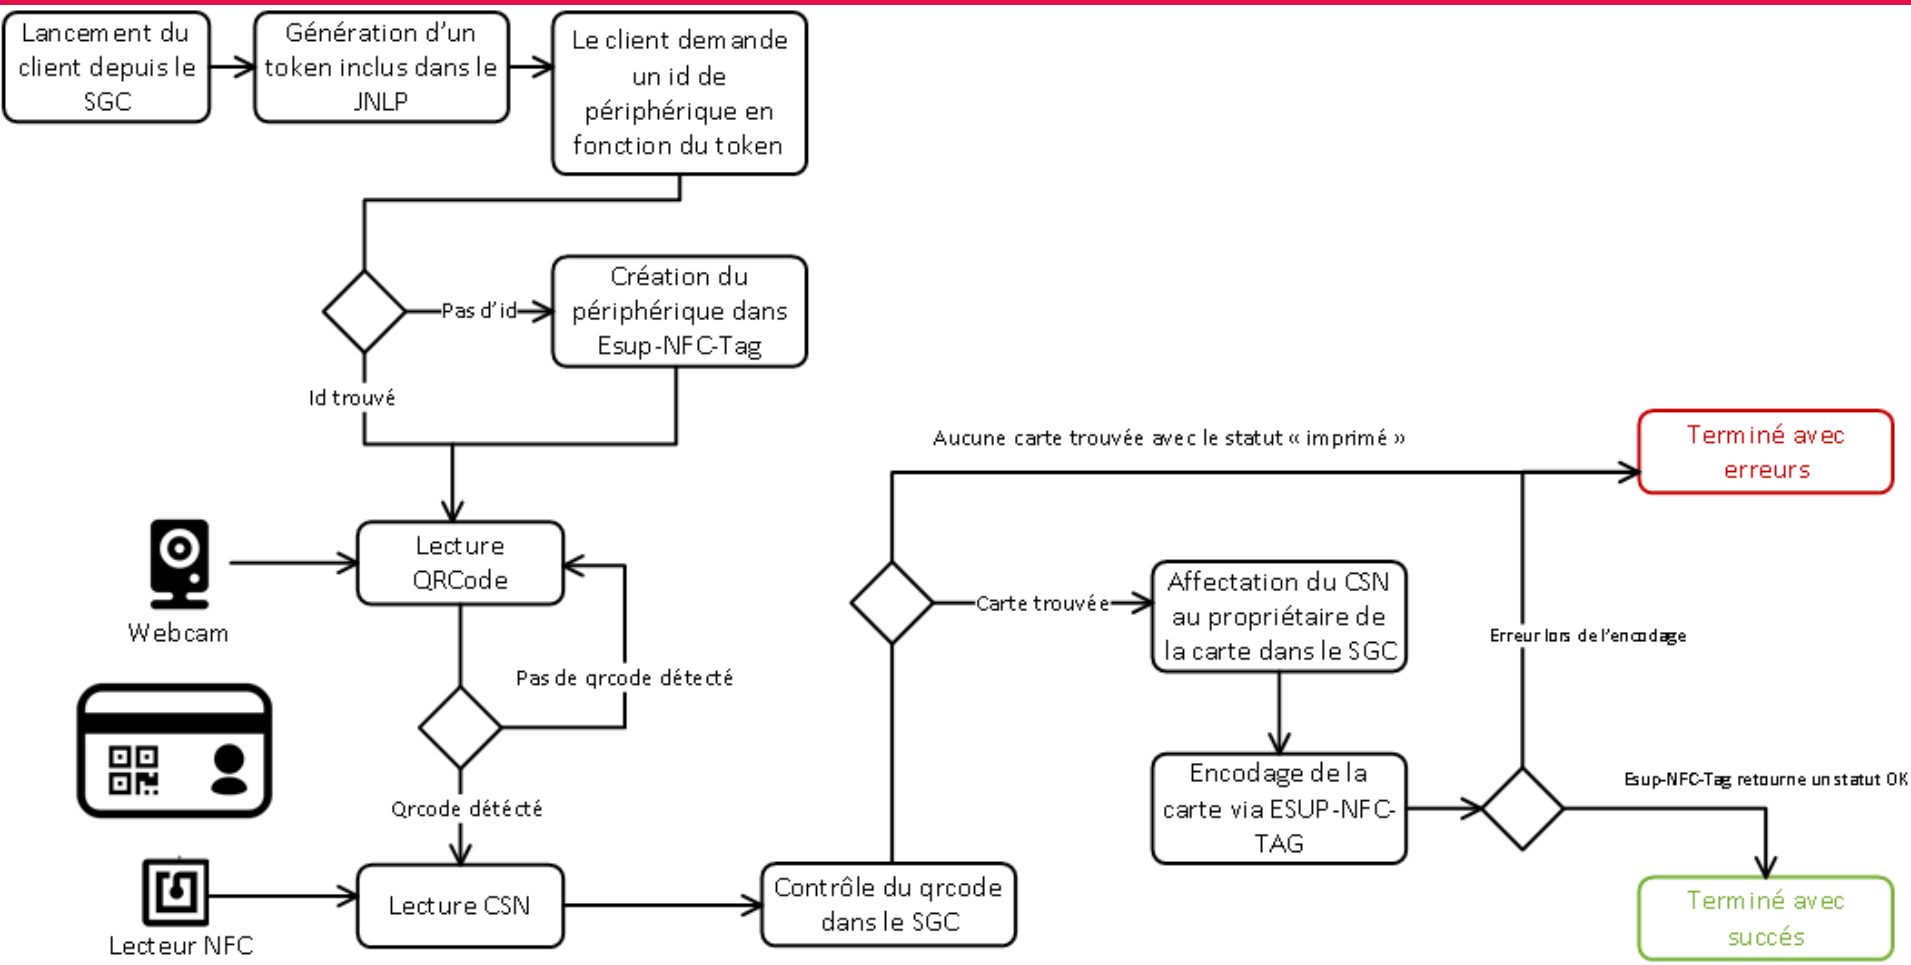 Lancement du
client depuis le
SGC
Génération d'un
token inclus dans le
JNLP
Le client demande
un id de
périphérique en
fonction du token
Pas d'id
Création du
périphérique dans
Esup-NFC-Tag
Id trouvé
Lecture
QRCode
Webcam
Pas de qrcode détecté
Qrcode détécté
Lecture CSN
Lecteur NFC
Contrôle du qrcode
dans le SGC
Aucune carte trouvée avec le statut « imprimé »
Carte trouvée
Affectation du CSN
au propriétaire de
la carte dans le SGC
Encodage de la
carte via ESUP-NFC-
TAG
Erreur lors de l'encodage
Esup-NFC-Tag retourne un statut OK
Terminé avec
erreurs
Terminé avec
succés